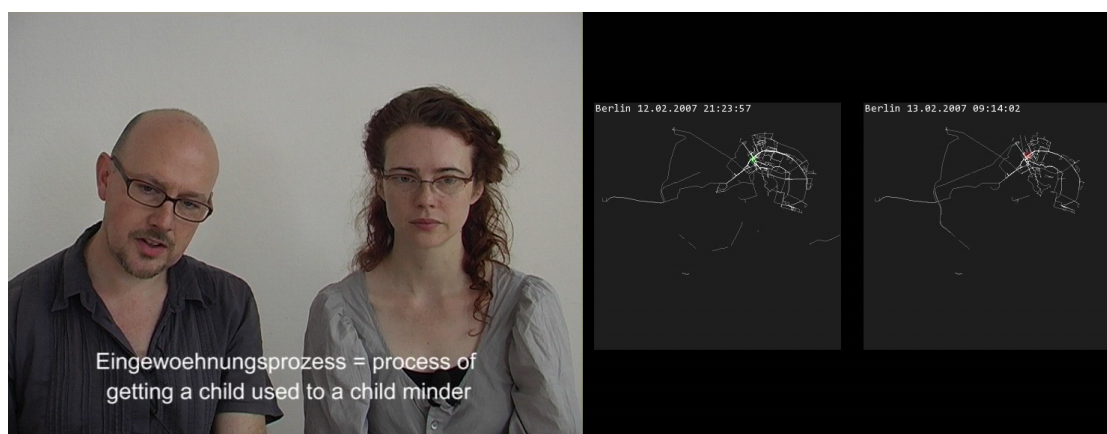 Eingewoehnungsprozess = process of
getting a child used to a child minder
Berlin 12.02.2007 21:23:57
Berlin 13.02.2007 09:14:02